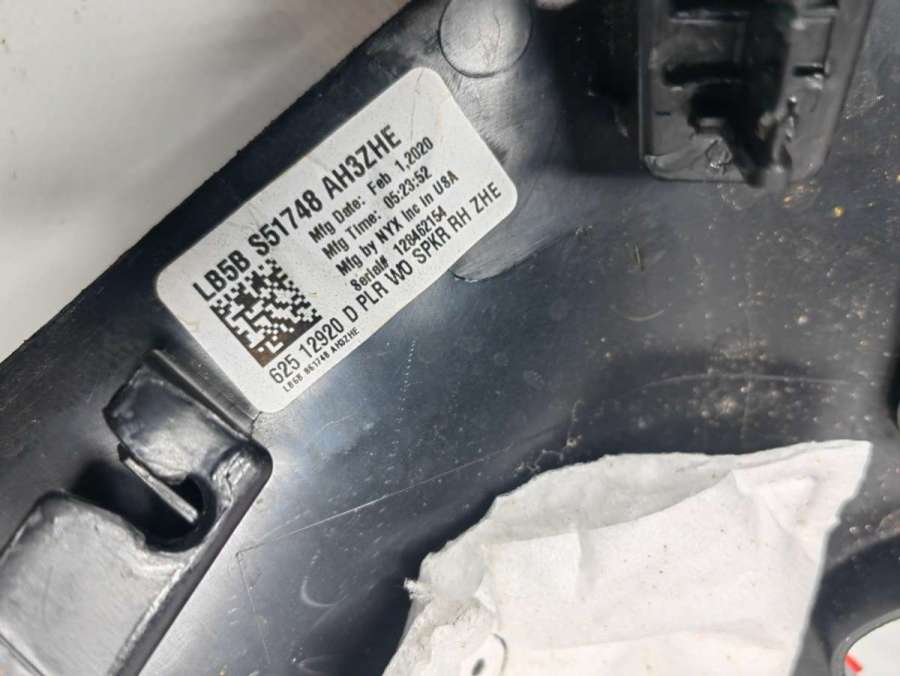 LB5B S51748 AH3ZHE
Mfg Date: Feb 1,2020
Mfg Time: 05:23:52
Mfg by NYX Inc in USA
Serial#: 128462154
625 12920 D PLR WO SPKR RH ZHE
LB5B S51748 AH3ZHE